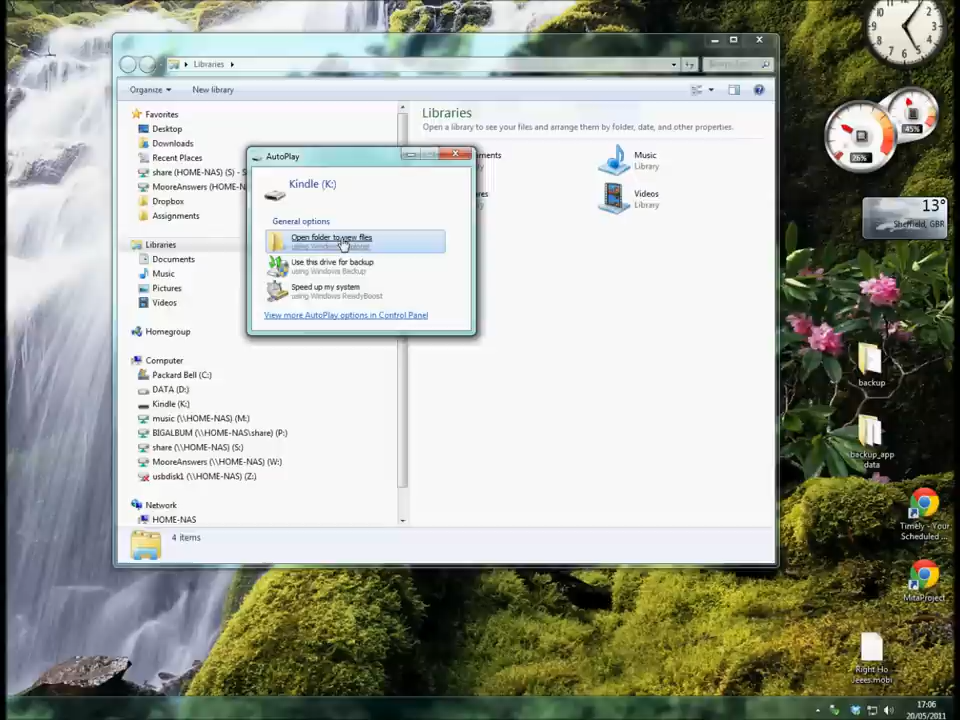 Libraries
Organize
New library
Favorites
Desktop
Downloads
Recent Places
share (HOME-NAS) (S) - S
MooreAnswers (HOME-N
Dropbox
Assignments
Libraries
Documents
Music
Pictures
Videos
Homegroup
Computer
Packard Bell (C:)
DATA (D:)
Kindle (K:)
music (\\HOME-NAS) (M:)
BIGALBUM (\\HOME-NAS\share) (P:)
share (\\HOME-NAS) (S:)
MooreAnswers (\\HOME-NAS) (W:)
usbdisk1 (\\HOME-NAS) (Z:)
Network
HOME-NAS
4 items
Libraries
Open a library to see your files and arrange them by folder, date, and other properties.
Music
Library
Videos
Library
AutoPlay
Kindle (K:)
General options
Open folder to view files
using Windows Explorer
Use this drive for backup
using Windows Backup
Speed up my system
using Windows ReadyBoost
View more AutoPlay options in Control Panel
45%
26%
13°
Sheffield, GBR
backup
backup_app
data
Timely - Your
Scheduled ...
MitaProject
Right Ho
Jeees.mobi
17:06
20/05/2011